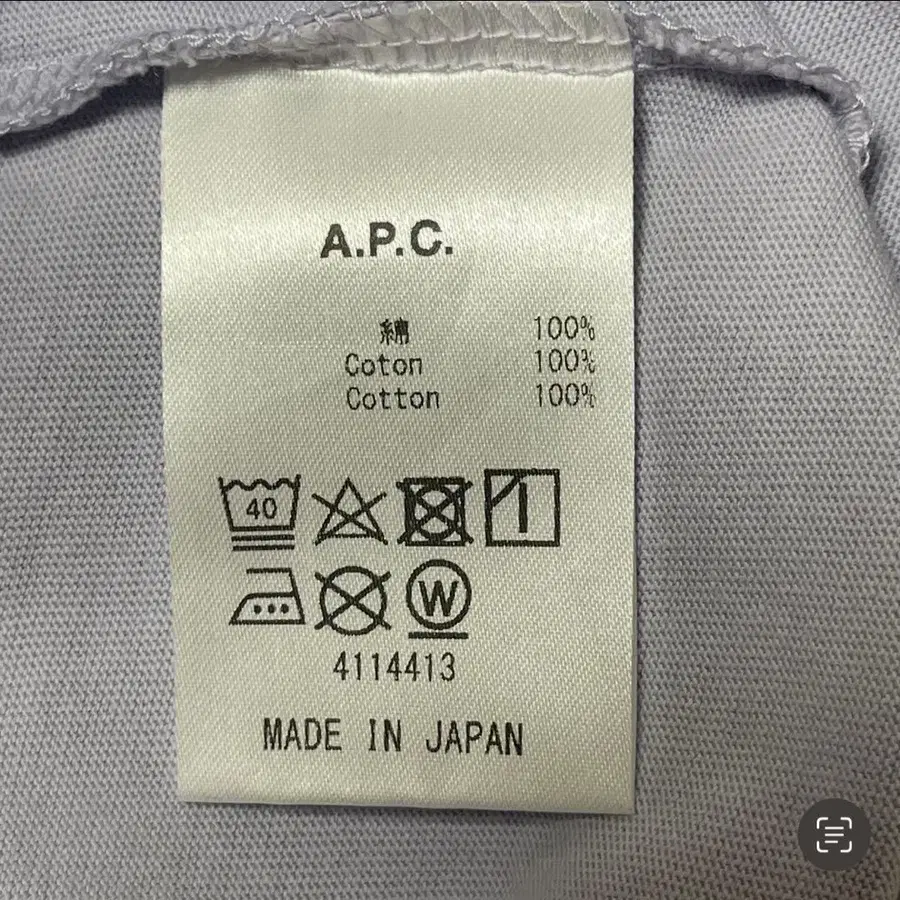 A.P.C.
綿 100%
Coton 100%
Cotton 100%
40
W
4114413
MADE IN JAPAN